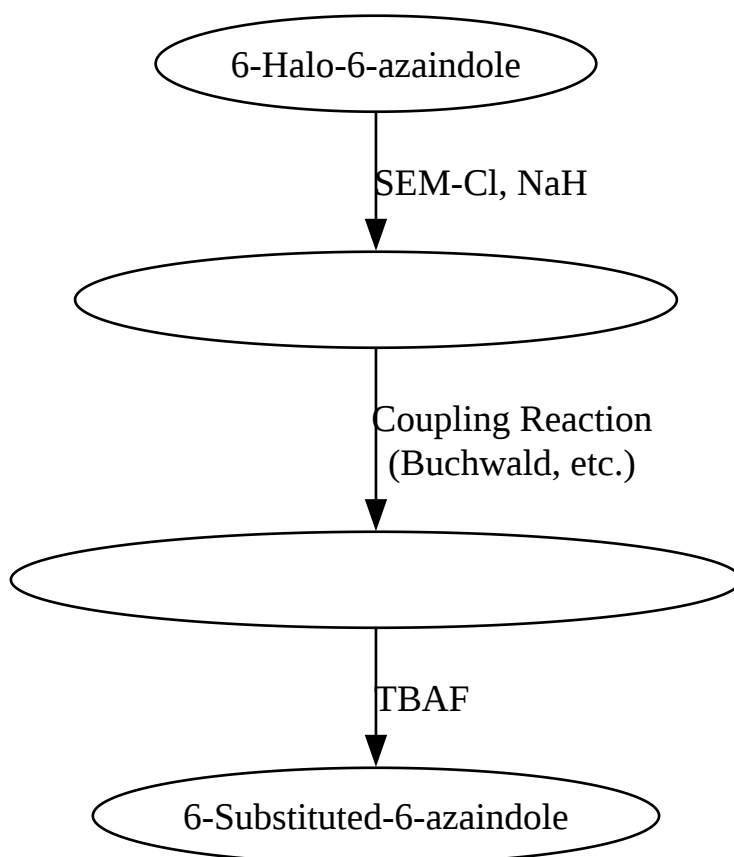 6-Halo-6-azaindole
SEM-Cl, NaH
Coupling Reaction
(Buchwald, etc.)
TBAF
6-Substituted-6-azaindole